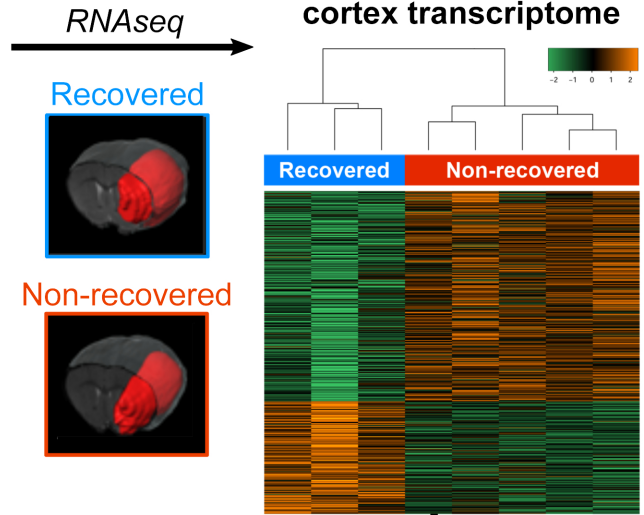 RNAseq
cortex transcriptome
-2 -1 0 1 2
Recovered
Recovered
Non-recovered
Non-recovered